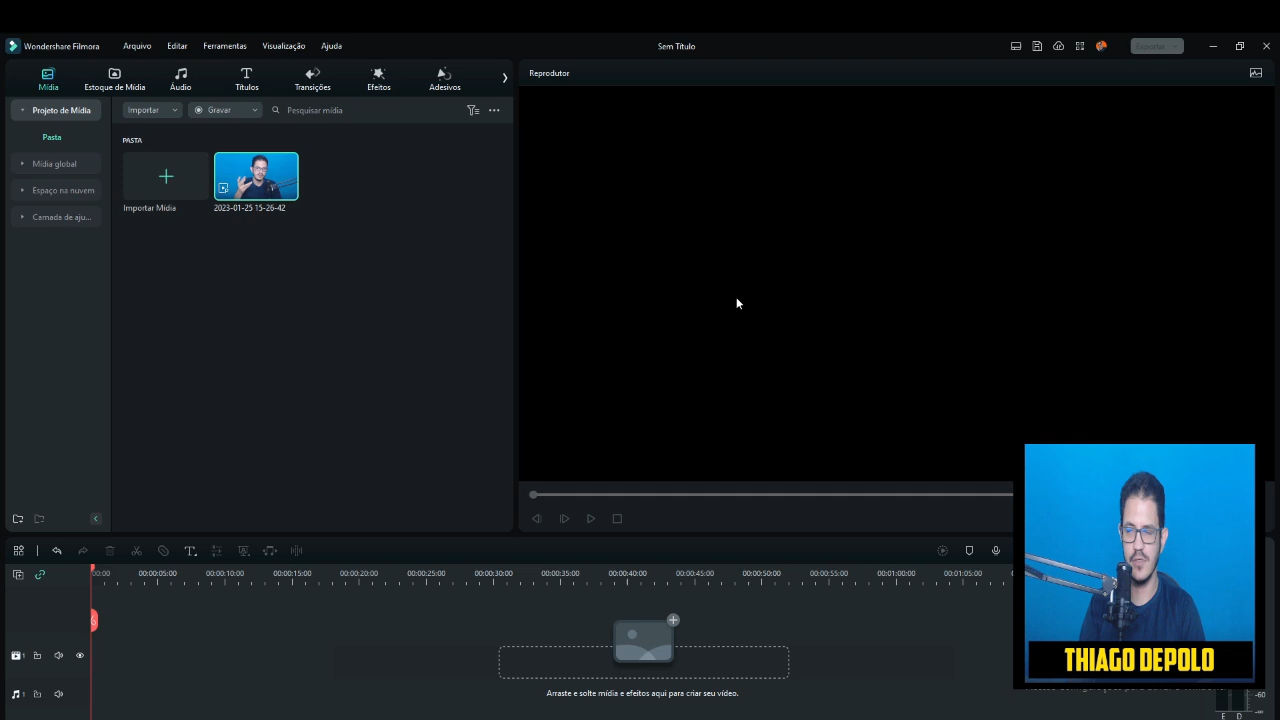 Wondershare Filmora
Arquivo
Editar
Ferramentas
Visualização
Ajuda
Sem Título
Exportar
Mídia
Estoque de Mídia
Áudio
Títulos
Transições
Efeitos
Adesivos
Reprodutor
Projeto de Mídia
Importar
Gravar
Pesquisar mídia
Pasta
PASTA
Mídia global
Espaço na nuvem
Camada de aju...
Importar Mídia
2023-01-25 15-26-42
00:00
00:00:05:00
00:00:10:00
00:00:15:00
00:00:20:00
00:00:25:00
00:00:30:00
00:00:35:00
00:00:40:00
00:00:45:00
00:00:50:00
00:00:55:00
00:01:00:00
00:01:05:00
1
Arraste e solte mídia e efeitos aqui para criar seu vídeo.
1
THIAGO DEPOLO
-60
E D